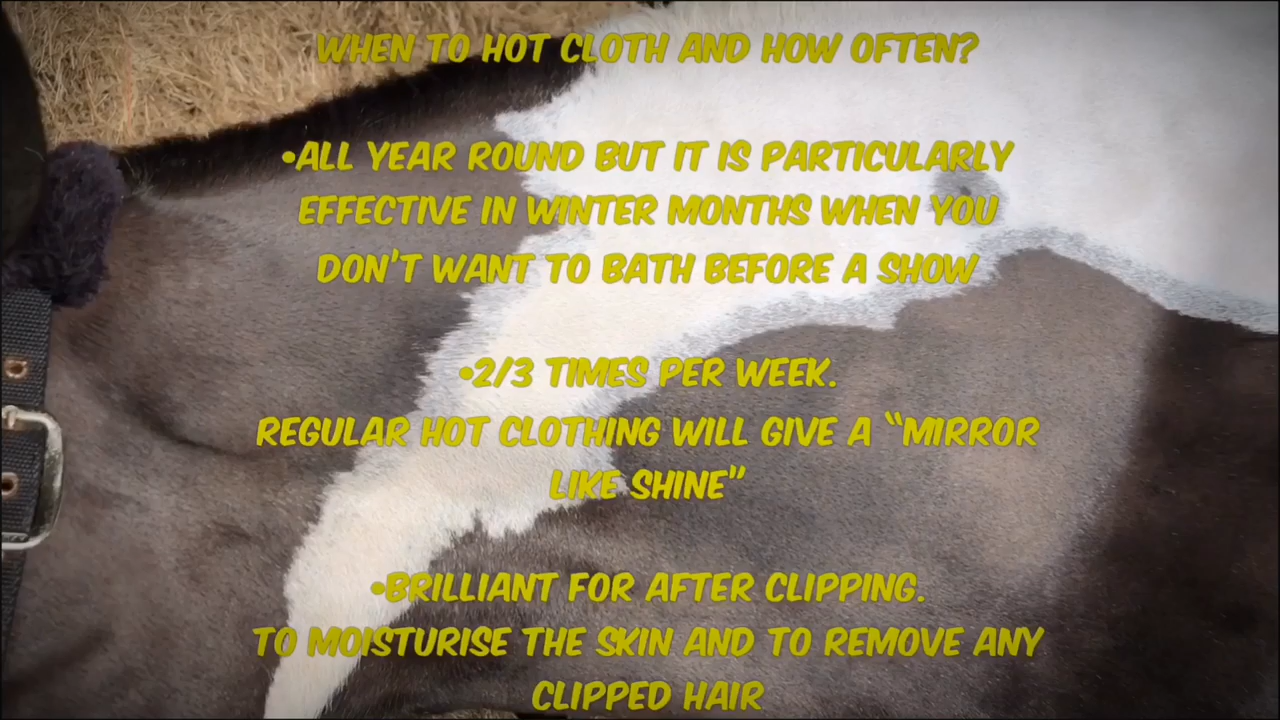 WHEN TO HOT CLOTH AND HOW OFTEN?
•ALL YEAR ROUND BUT IT IS PARTICULARLY
EFFECTIVE IN WINTER MONTHS WHEN YOU
DON'T WANT TO BATH BEFORE A SHOW
•2/3 TIMES PER WEEK.
REGULAR HOT CLOTHING WILL GIVE A "MIRROR
LIKE SHINE"
•BRILLIANT FOR AFTER CLIPPING.
TO MOISTURISE THE SKIN AND TO REMOVE ANY
CLIPPED HAIR